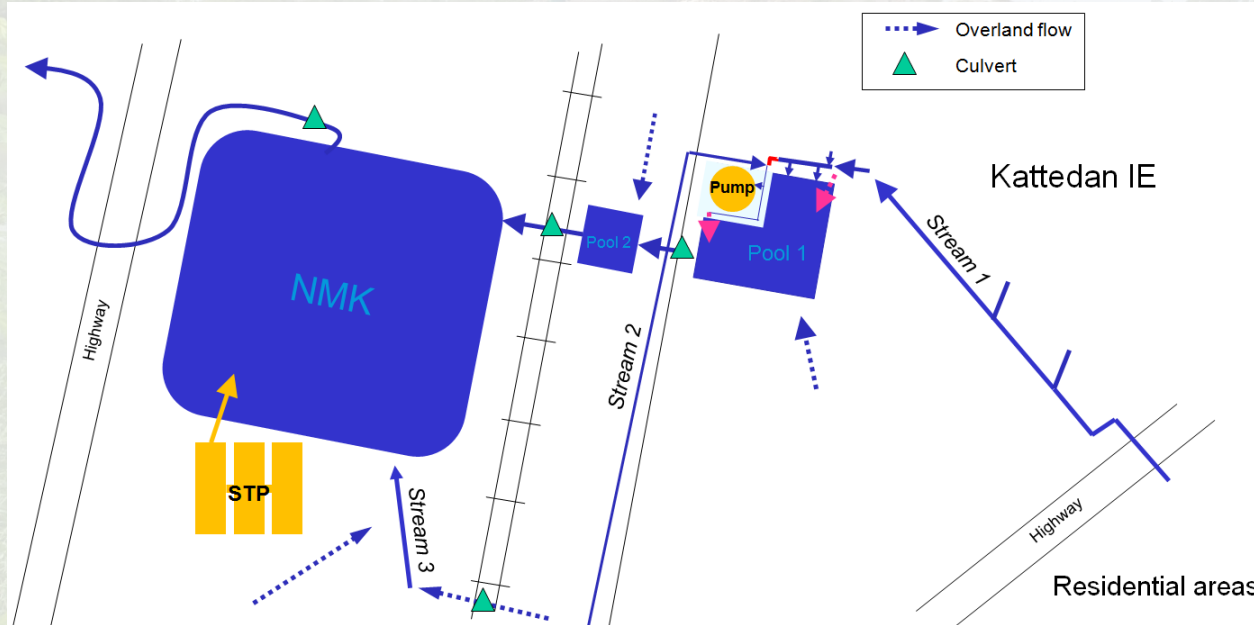 Overland flow
Culvert
Kattedan IE
Pump
Pool 1
Pool 2
Stream 1
Stream 2
NMK
Highway
STP
Stream 3
Highway
Residential areas